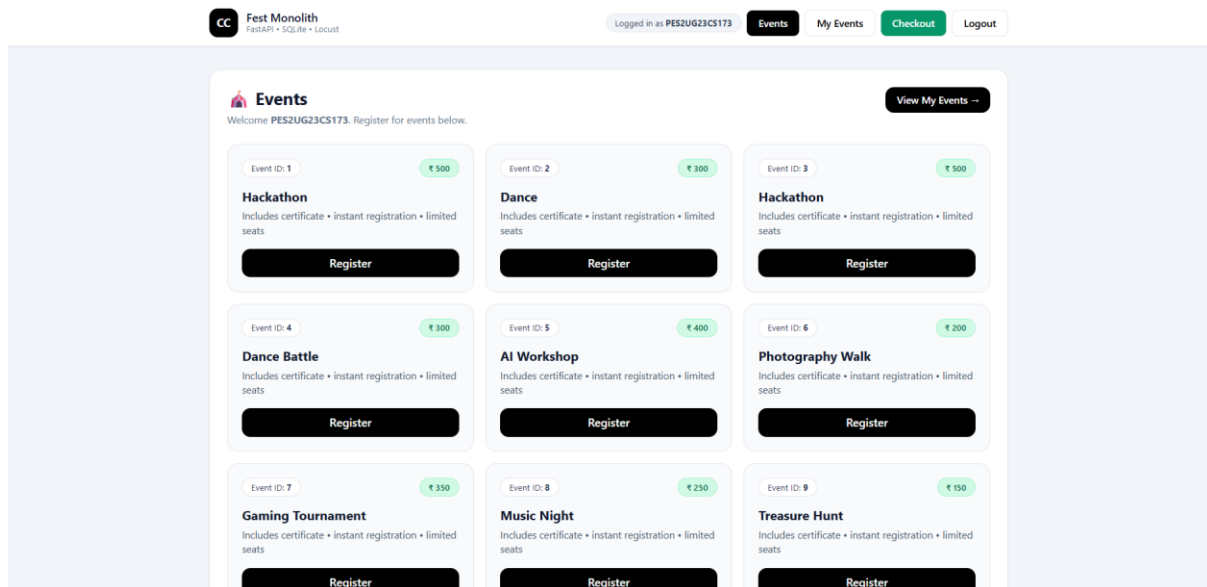 CC
Fest Monolith
FastAPI • SQLite • Locust
Logged in as PES2UG23CS173
Events
My Events
Checkout
Logout
Events
View My Events →
Welcome PES2UG23CS173. Register for events below.
Event ID: 1
₹ 500
Hackathon
Includes certificate • instant registration • limited
seats
Register
Event ID: 2
₹ 300
Dance
Includes certificate • instant registration • limited
seats
Register
Event ID: 3
₹ 500
Hackathon
Includes certificate • instant registration • limited
seats
Register
Event ID: 4
₹ 300
Dance Battle
Includes certificate • instant registration • limited
seats
Register
Event ID: 5
₹ 400
AI Workshop
Includes certificate • instant registration • limited
seats
Register
Event ID: 6
₹ 200
Photography Walk
Includes certificate • instant registration • limited
seats
Register
Event ID: 7
₹ 350
Gaming Tournament
Includes certificate • instant registration • limited
seats
Register
Event ID: 8
₹ 250
Music Night
Includes certificate • instant registration • limited
seats
Register
Event ID: 9
₹ 150
Treasure Hunt
Includes certificate • instant registration • limited
seats
Register